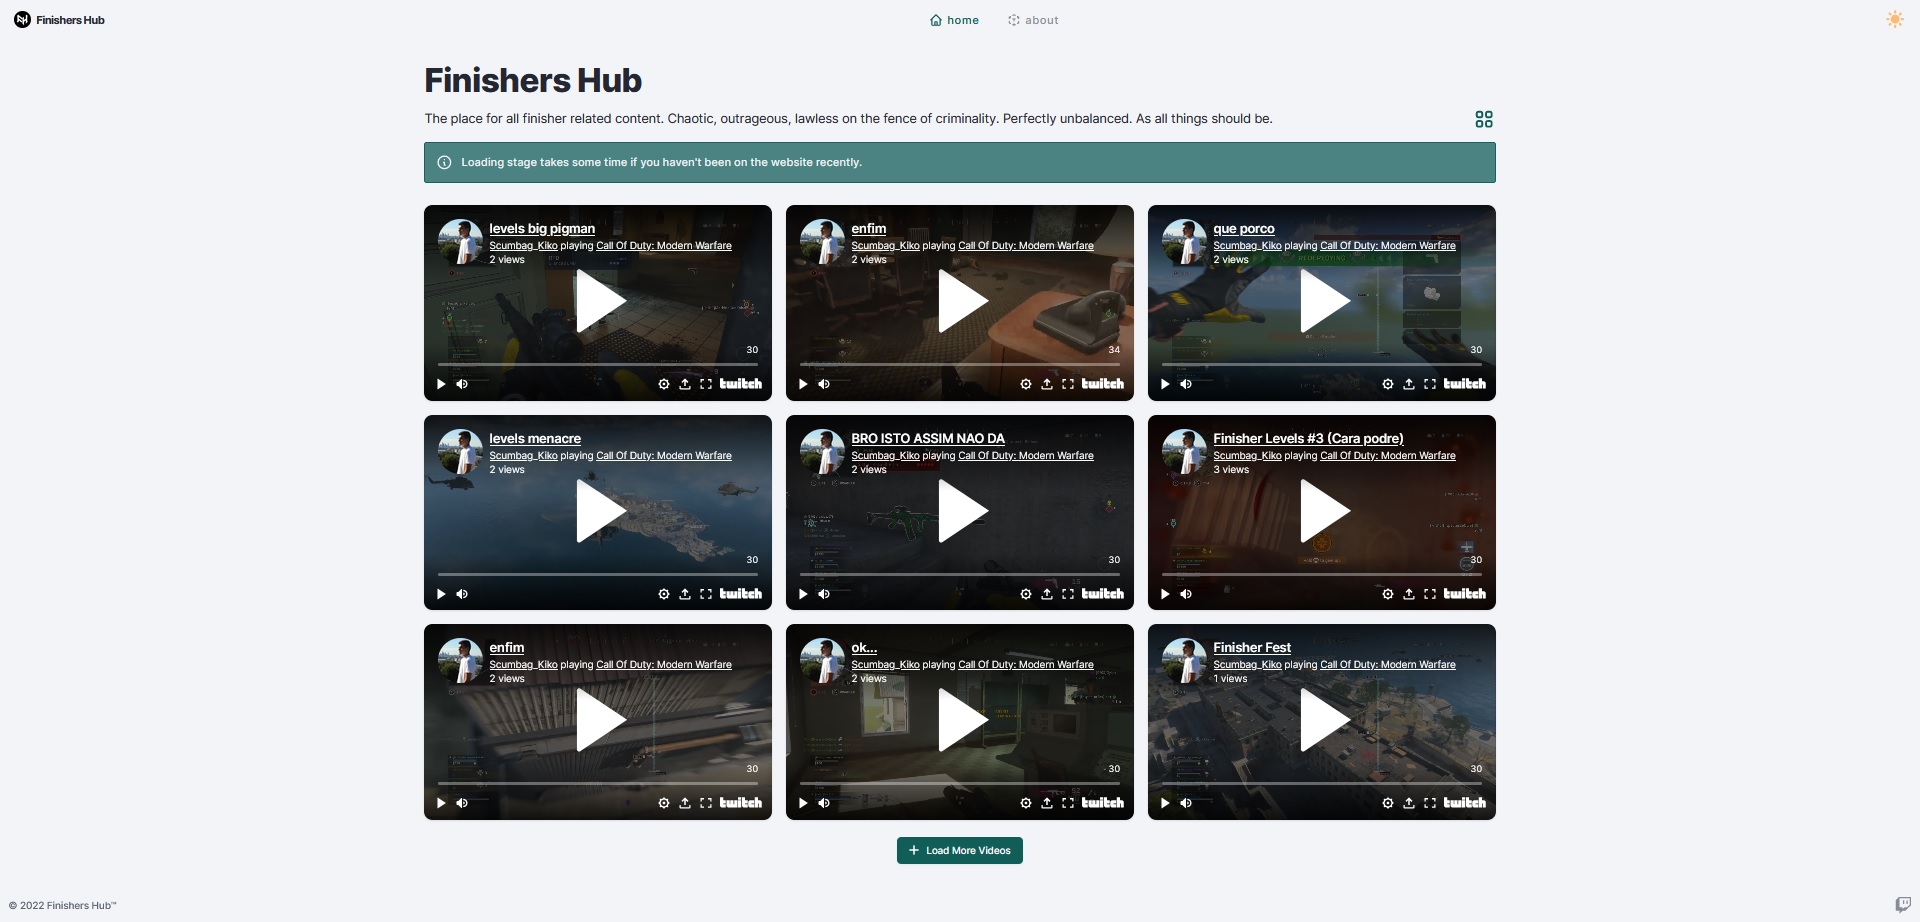 Finishers Hub
home
about
Finishers Hub
The place for all finisher related content. Chaotic, outrageous, lawless on the fence of criminality. Perfectly unbalanced. As all things should be.
Loading stage takes some time if you haven't been on the website recently.
levels big pigman
Scumbag_Kiko playing Call Of Duty: Modern Warfare
2 views
30
twitch
enfim
Scumbag_Kiko playing Call Of Duty: Modern Warfare
2 views
34
twitch
que porco
Scumbag_Kiko playing Call Of Duty: Modern Warfare
2 views
30
twitch
levels menacre
Scumbag_Kiko playing Call Of Duty: Modern Warfare
2 views
30
twitch
BRO ISTO ASSIM NAO DA
Scumbag_Kiko playing Call Of Duty: Modern Warfare
2 views
30
twitch
Finisher Levels #3 (Cara podre)
Scumbag_Kiko playing Call Of Duty: Modern Warfare
3 views
30
twitch
enfim
Scumbag_Kiko playing Call Of Duty: Modern Warfare
2 views
30
twitch
ok...
Scumbag_Kiko playing Call Of Duty: Modern Warfare
2 views
30
twitch
Finisher Fest
Scumbag_Kiko playing Call Of Duty: Modern Warfare
1 views
30
twitch
Load More Videos
© 2022 Finishers Hub™